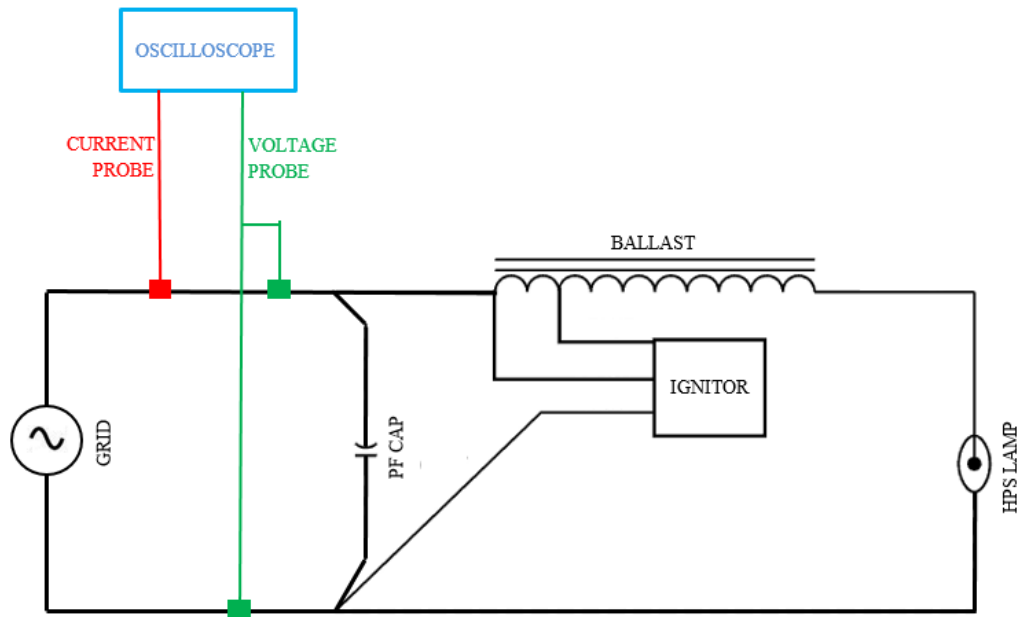 OSCILLOSCOPE
CURRENT
PROBE
VOLTAGE
PROBE
BALLAST
IGNITOR
GRID
PF CAP
HPS LAMP